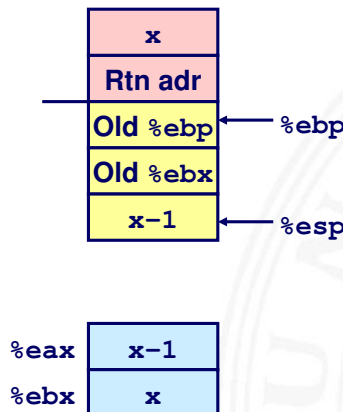 x
Rtn adr
Old %ebp %ebp
Old %ebx
x-1 %esp
%eax x-1
%ebx x